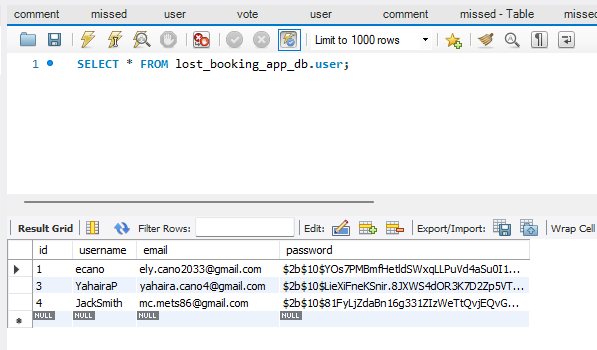 comment missed user vote user comment missed - Table missed
Limit to 1000 rows
1 SELECT * FROM lost_booking_app_db.user;
Result Grid Filter Rows: Edit: Export/Import: Wrap Cell
id username email password
1 ecano ely.cano2033@gmail.com $2b$10$YOs7PMBmfHetldSWxqLLPuVd4aSu0I1...
3 YahairaP yahaira.cano4@gmail.com $2b$10$LieXiFneKSnir.8JXWS4dOR3K7D2Zp5VT...
4 JackSmith mc.mets86@gmail.com $2b$10$81FyLjZdaBn16g331ZIzWeTtQvjEQvG...
NULL NULL NULL NULL